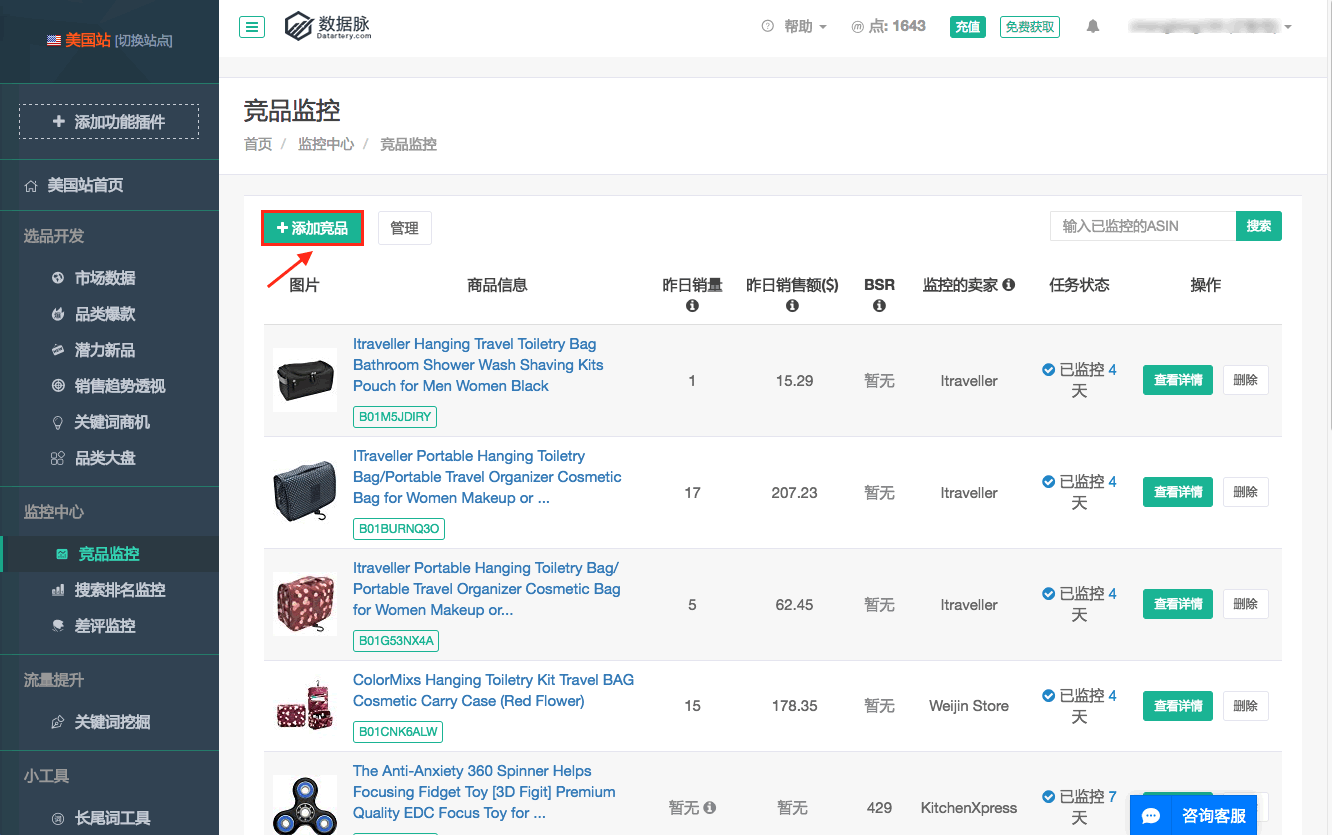 美国站 [切换站点]
添加功能插件
美国站首页
选品开发
市场数据
品类爆款
潜力新品
销售趋势透视
关键词商机
品类大盘
监控中心
竞品监控
搜索排名监控
差评监控
流量提升
关键词挖掘
小工具
长尾词工具
数据脉
Datartery.com
帮助
点: 1643
充值
免费获取
竞品监控
首页 / 监控中心 / 竞品监控
+ 添加竞品
管理
输入已监控的ASIN
搜索
图片 商品信息 昨日销量 昨日销售额($) BSR 监控的卖家 任务状态 操作
Itraveller Hanging Travel Toiletry Bag
Bathroom Shower Wash Shaving Kits
Pouch for Men Women Black
B01M5JDIRY
1 15.29 暂无 Itraveller
已监控 4
天
查看详情 删除
ITraveller Portable Hanging Toiletry
Bag/Portable Travel Organizer Cosmetic
Bag for Women Makeup or ...
B01BURNQ3O
17 207.23 暂无 Itraveller
已监控 4
天
查看详情 删除
Itraveller Portable Hanging Toiletry Bag/
Portable Travel Organizer Cosmetic Bag
for Women Makeup or...
B01G53NX4A
5 62.45 暂无 Itraveller
已监控 4
天
查看详情 删除
ColorMixs Hanging Toiletry Kit Travel BAG
Cosmetic Carry Case (Red Flower)
B01CNK6ALW
15 178.35 暂无 Weijin Store
已监控 4
天
查看详情 删除
The Anti-Anxiety 360 Spinner Helps
Focusing Fidget Toy [3D Figit] Premium
Quality EDC Focus Toy for ...
暂无 暂无 429 KitchenXpress
已监控 7
天
咨询客服